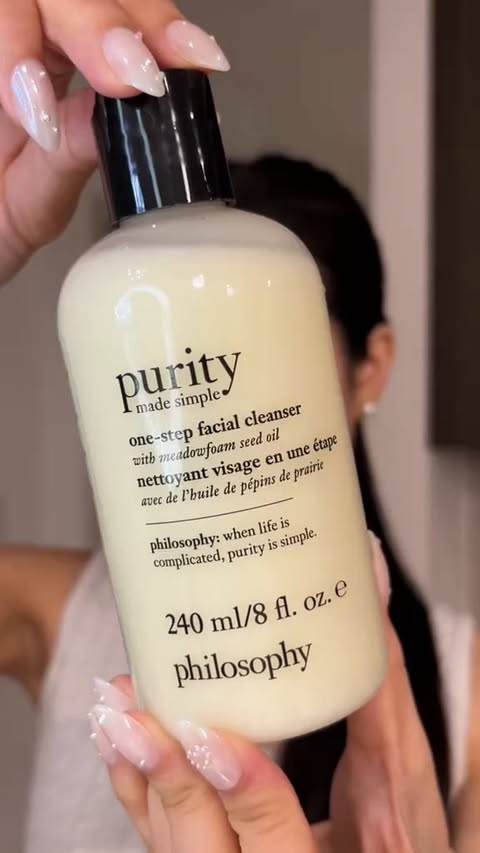 purity
made simple
one-step facial cleanser
with meadowfoam seed oil
nettoyant visage en une étape
avec de l'huile de pépins de prairie
philosophy: when life is
complicated, purity is simple.
240 ml/8 fl. oz. e
philosophy